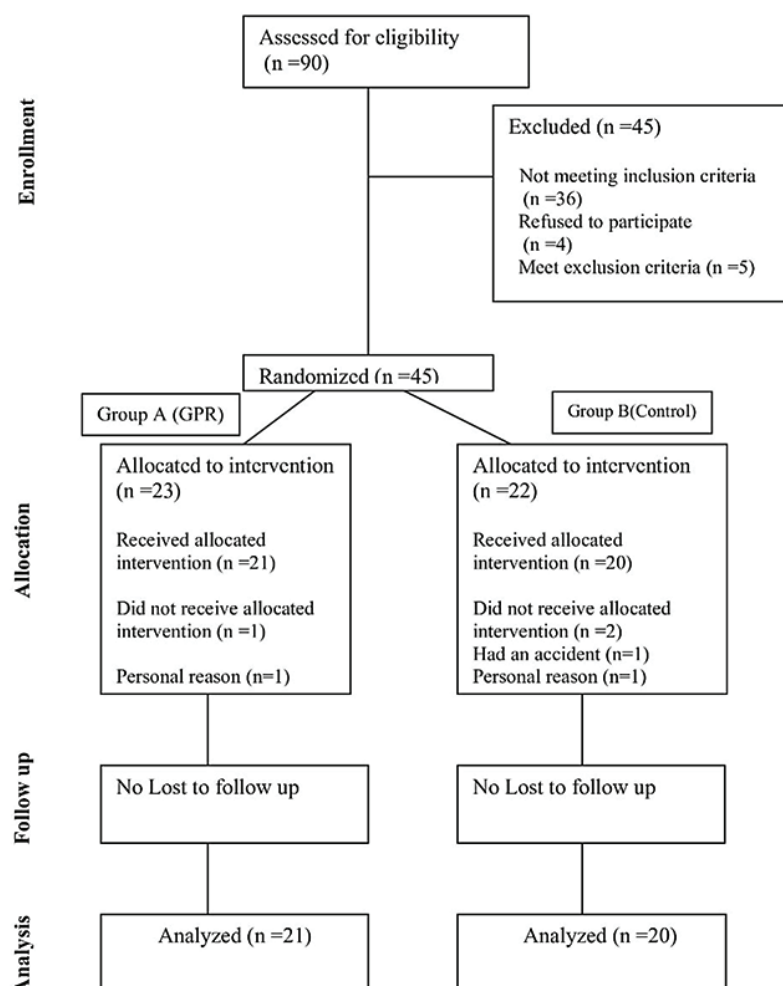 Assessed for eligibility
(n =90)
Enrollment
Excluded (n =45)
Not meeting inclusion criteria
(n =36)
Refused to participate
(n =4)
Meet exclusion criteria (n =5)
Randomized (n =45)
Group A (GPR)
Group B(Control)
Allocation
Allocated to intervention
(n =23)
Received allocated
intervention (n =21)
Did not receive allocated
intervention (n =1)
Personal reason (n=1)
Allocated to intervention
(n =22)
Received allocated
intervention (n =20)
Did not receive allocated
intervention (n =2)
Had an accident (n=1)
Personal reason (n=1)
Follow up
No Lost to follow up
No Lost to follow up
Analysis
Analyzed (n =21)
Analyzed (n =20)